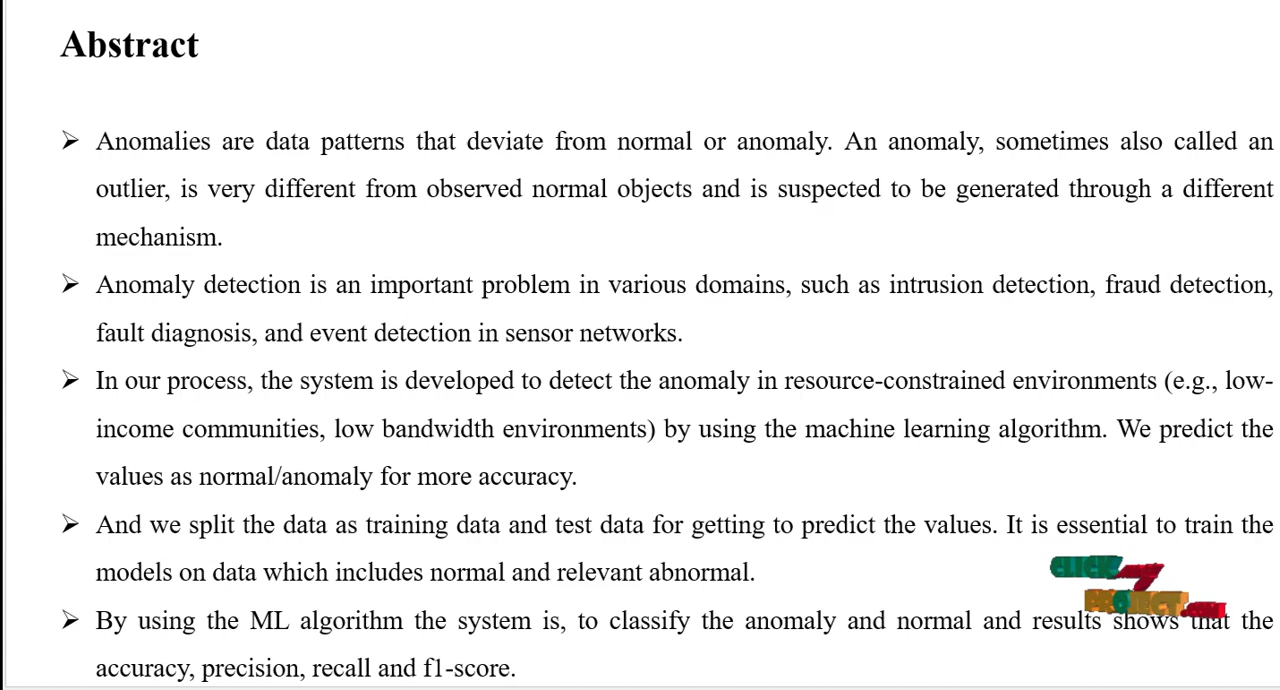 Abstract
➢ Anomalies are data patterns that deviate from normal or anomaly. An anomaly, sometimes also called an
outlier, is very different from observed normal objects and is suspected to be generated through a different
mechanism.
➢ Anomaly detection is an important problem in various domains, such as intrusion detection, fraud detection,
fault diagnosis, and event detection in sensor networks.
➢ In our process, the system is developed to detect the anomaly in resource-constrained environments (e.g., low-
income communities, low bandwidth environments) by using the machine learning algorithm. We predict the
values as normal/anomaly for more accuracy.
➢ And we split the data as training data and test data for getting to predict the values. It is essential to train the
models on data which includes normal and relevant abnormal.
CLICK
MY
PROJECT.COM
➢ By using the ML algorithm the system is, to classify the anomaly and normal and results shows that the
accuracy, precision, recall and f1-score.